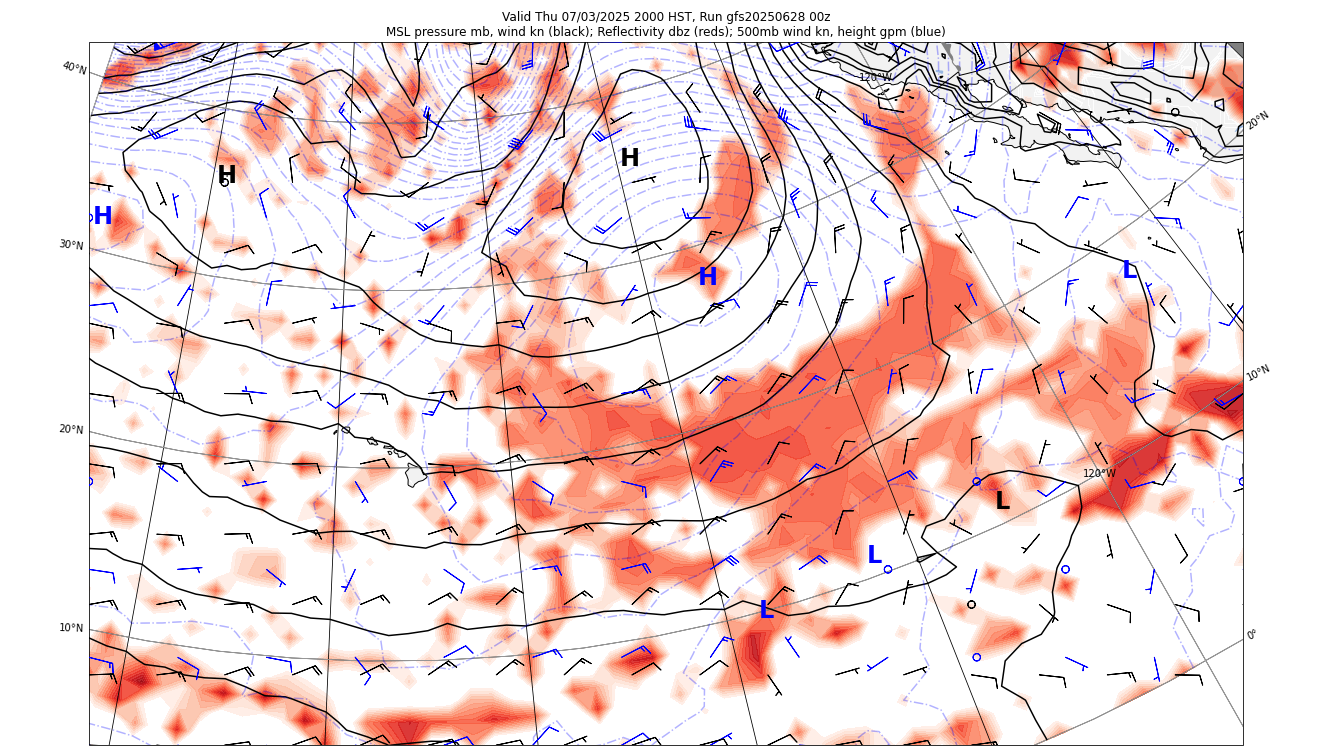 Valid Thu 07/03/2025 2000 HST, Run gfs20250628 00z
MSL pressure mb, wind kn (black); Reflectivity dbz (reds); 500mb wind kn, height gpm (blue)
40°N
120°W
20°N
H
H
H
30°N
H
L
10°N
20°N
120°W
L
L
L
10°N
0°